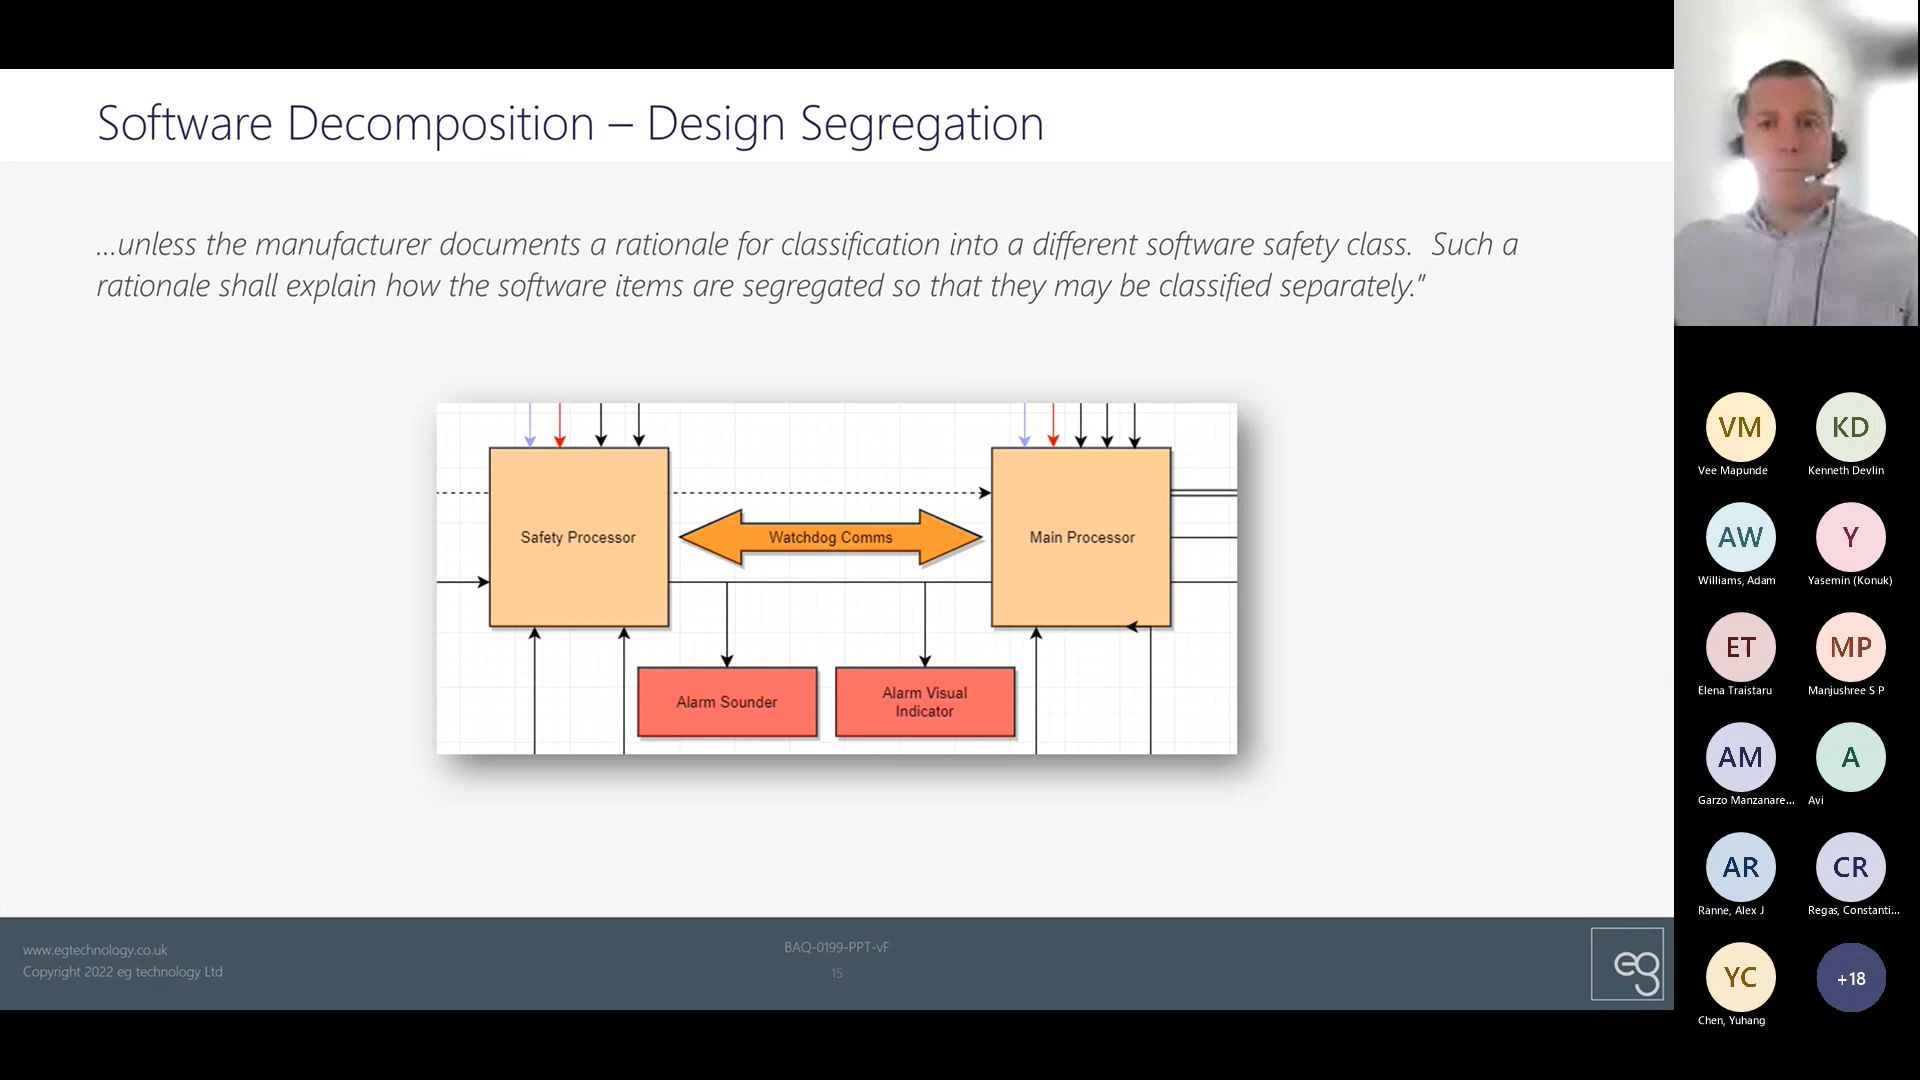 Software Decomposition – Design Segregation
...unless the manufacturer documents a rationale for classification into a different software safety class.  Such a
rationale shall explain how the software items are segregated so that they may be classified separately.”
Safety Processor
Watchdog Comms
Main Processor
Alarm Sounder
Alarm Visual
Indicator
www.egtechnology.co.uk
Copyright 2022 eg technology Ltd
BAQ-0199-PPT-vF
15
eg
VM
Vee Mapunde
KD
Kenneth Devlin
AW
Williams, Adam
Y
Yasemin (Konuk)
ET
Elena Traistaru
MP
Manjushree S P
AM
Garzo Manzanare...
A
Avi
AR
Ranne, Alex J
CR
Regas, Constanti...
YC
Chen, Yuhang
+18